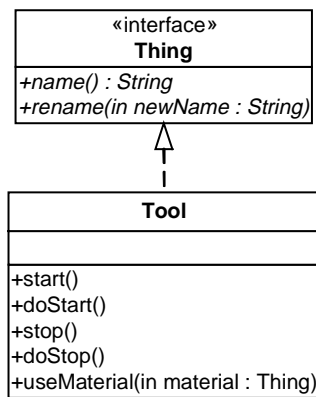 «interface»
Thing
+name() : String
+rename(in newName : String)
Tool
+start()
+doStart()
+stop()
+doStop()
+useMaterial(in material : Thing)